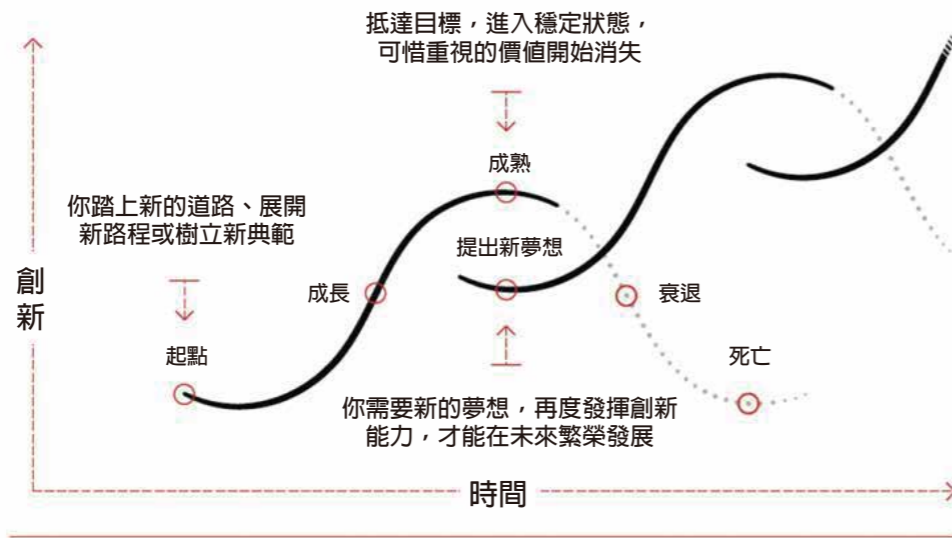 抵達目標，進入穩定狀態，
可惜重視的價值開始消失
成熟
你踏上新的道路、展開
新路程或樹立新典範
提出新夢想
創新
成長
衰退
起點
死亡
你需要新的夢想，再度發揮創新
能力，才能在未來繁榮發展
時間